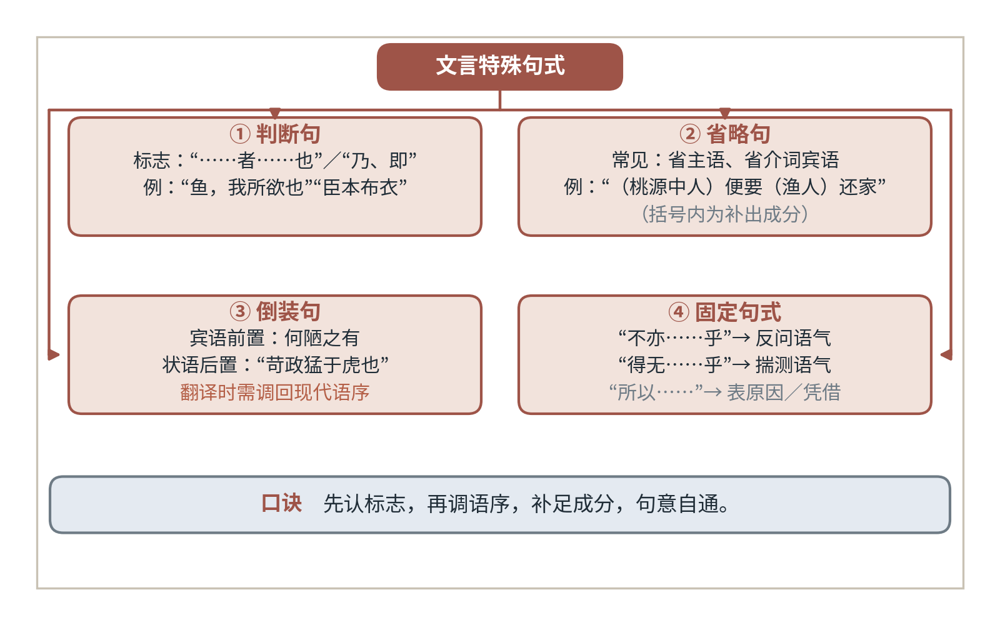 文言特殊句式
① 判断句
标志：“……者……也”／“乃、即”
例：“鱼，我所欲也”“臣本布衣”
② 省略句
常见：省主语、省介词宾语
例：“（桃源中人）便要（渔人）还家”
（括号内为补出成分）
③ 倒装句
宾语前置：何陋之有
状语后置：“苛政猛于虎也”
翻译时需调回现代语序
④ 固定句式
“不亦……乎”→ 反问语气
“得无……乎”→ 揣测语气
“所以……”→ 表原因／凭借
口诀　先认标志，再调语序，补足成分，句意自通。